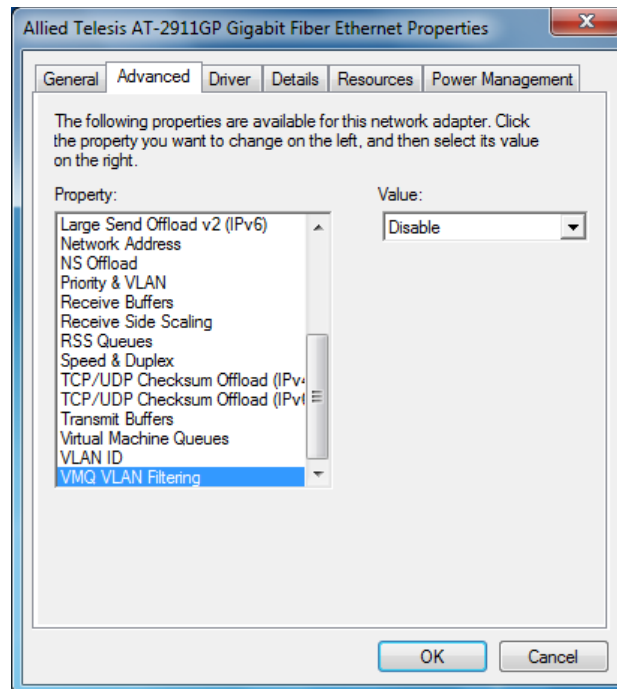 Allied Telesis AT-2911GP Gigabit Fiber Ethernet Properties
General Advanced Driver Details Resources Power Management
The following properties are available for this network adapter. Click
the property you want to change on the left, and then select its value
on the right.
Property: Value:
Large Send Offload v2 (IPv6) Disable
Network Address
NS Offload
Priority & VLAN
Receive Buffers
Receive Side Scaling
RSS Queues
Speed & Duplex
TCP/UDP Checksum Offload (IPv4
TCP/UDP Checksum Offload (IPv6
Transmit Buffers
Virtual Machine Queues
VLAN ID
VMQ VLAN Filtering
OK Cancel